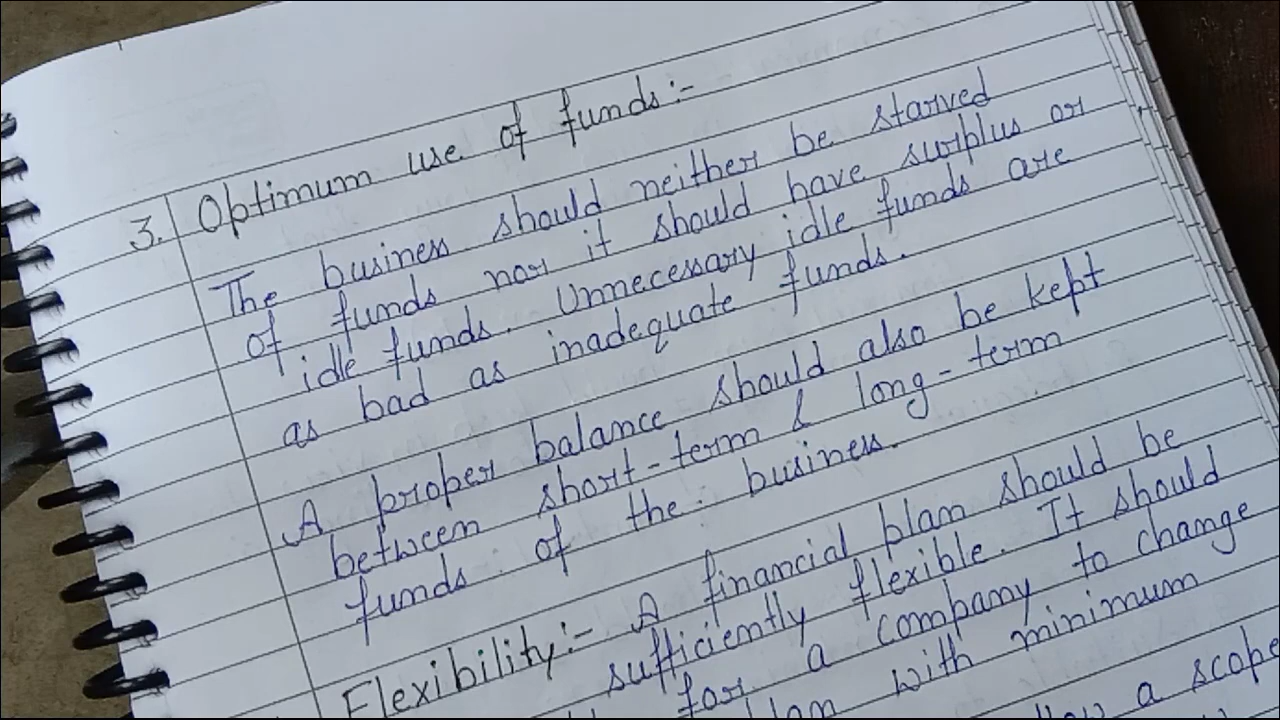 3. Optimum use of funds:-
The business should neither be starved
of funds nor it should have surplus or
idle funds. Unnecessary idle funds are
as bad as inadequate funds.
A proper balance should also be kept
between short-term & long-term
funds of the business.
Flexibility:- A financial plan should be
sufficiently flexible. It should
for a company to change
with minimum
a scope